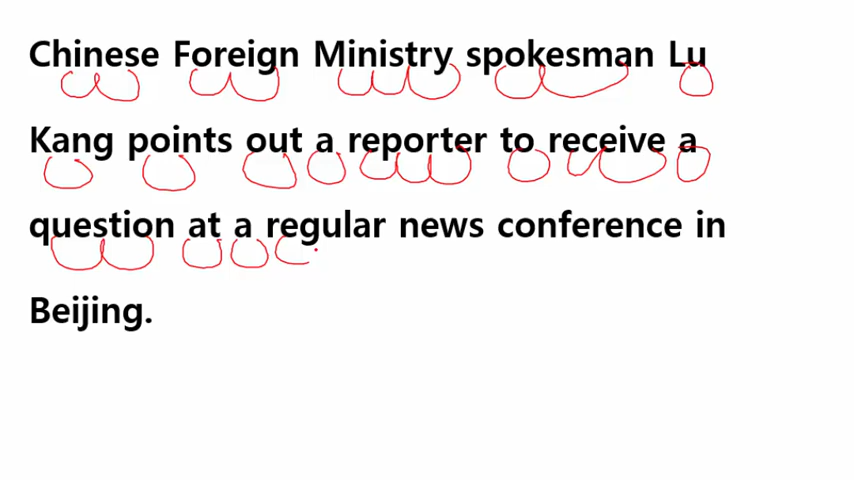 Chinese Foreign Ministry spokesman Lu
Kang points out a reporter to receive a
question at a regular news conference in
Beijing.